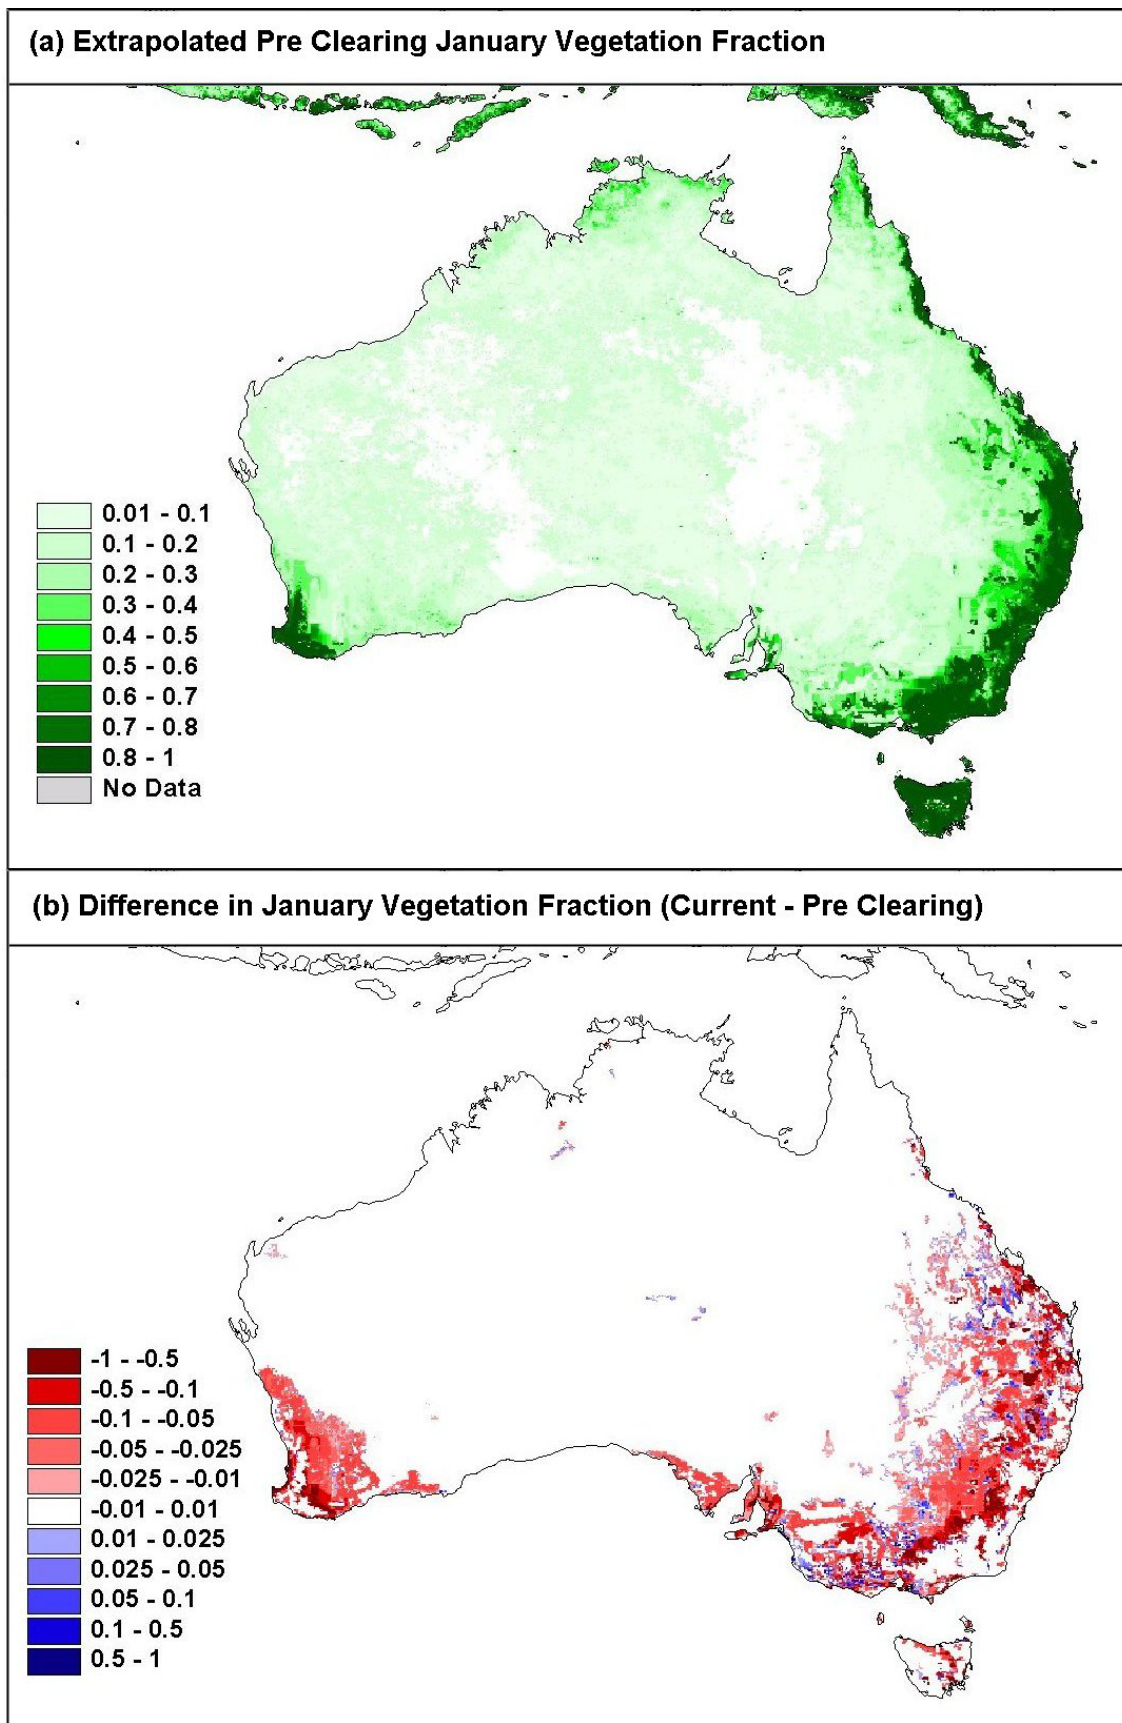 (a) Extrapolated Pre Clearing January Vegetation Fraction
0.01 - 0.1
0.1 - 0.2
0.2 - 0.3
0.3 - 0.4
0.4 - 0.5
0.5 - 0.6
0.6 - 0.7
0.7 - 0.8
0.8 - 1
No Data
(b) Difference in January Vegetation Fraction (Current - Pre Clearing)
-1 - -0.5
-0.5 - -0.1
-0.1 - -0.05
-0.05 - -0.025
-0.025 - -0.01
-0.01 - 0.01
0.01 - 0.025
0.025 - 0.05
0.05 - 0.1
0.1 - 0.5
0.5 - 1